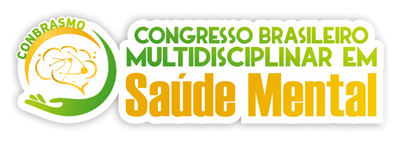 CONBRASMO
CONGRESSO BRASILEIRO
MULTIDISCIPLINAR EM
Saúde Mental